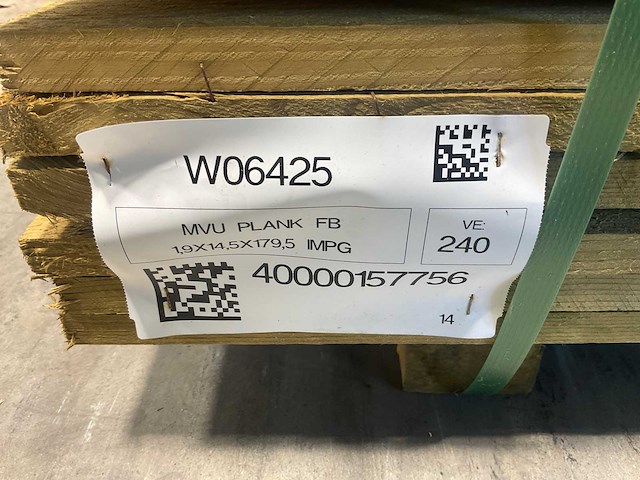 W06425
MVU PLANK FB
1,9X14,5X179,5 IMPG
VE:
240
40000157756
14